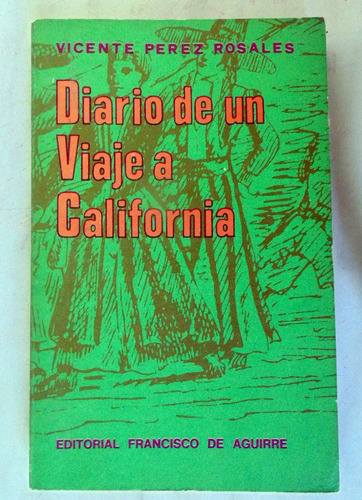 VICENTE PEREZ ROSALES
Diario de un
Viaje a
California
EDITORIAL FRANCISCO DE AGUIRRE